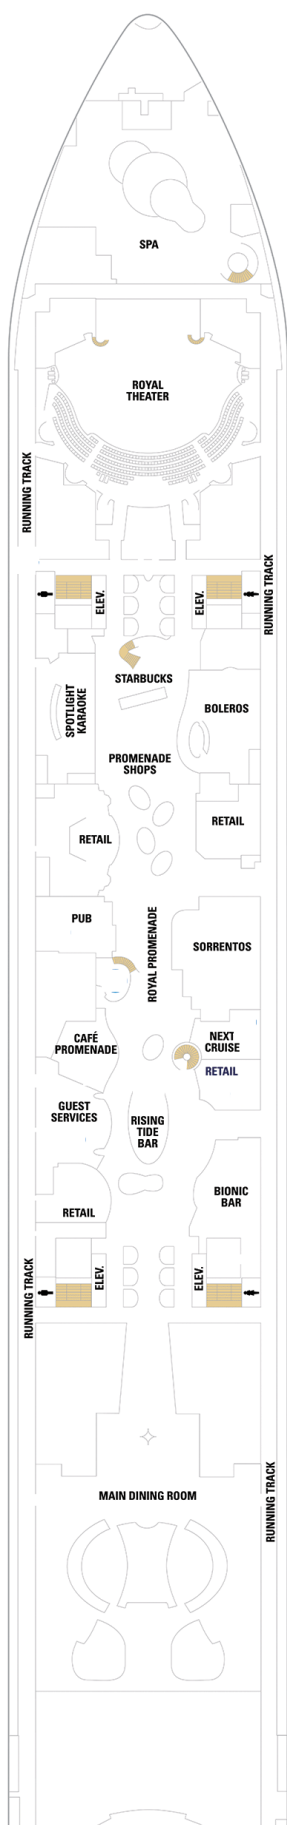 SPA
ROYAL
THEATER
RUNNING TRACK
RUNNING TRACK
ELEV.
ELEV.
STARBUCKS
SPOTLIGHT
KARAOKE
BOLEROS
PROMENADE
SHOPS
RETAIL
RETAIL
PUB
ROYAL PROMENADE
SORRENTOS
CAFÉ
PROMENADE
NEXT
CRUISE
RETAIL
GUEST
SERVICES
RISING
TIDE
BAR
BIONIC
BAR
RETAIL
RUNNING TRACK
ELEV.
ELEV.
RUNNING TRACK
MAIN DINING ROOM